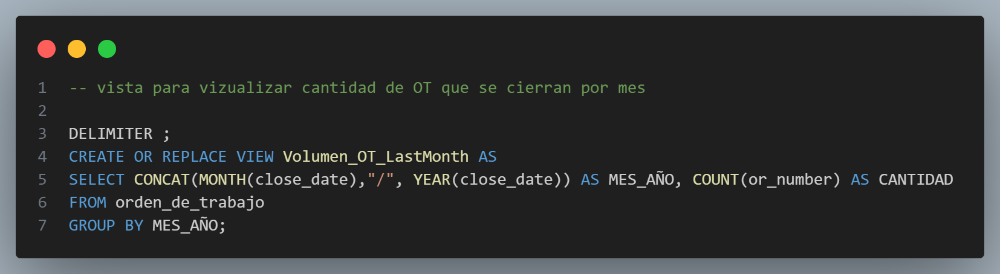 1 -- vista para vizualizar cantidad de OT que se cierran por mes
2
3 DELIMITER ;
4 CREATE OR REPLACE VIEW Volumen_OT_LastMonth AS
5 SELECT CONCAT(MONTH(close_date),"/", YEAR(close_date)) AS MES_AÑO, COUNT(or_number) AS CANTIDAD
6 FROM orden_de_trabajo
7 GROUP BY MES_AÑO;